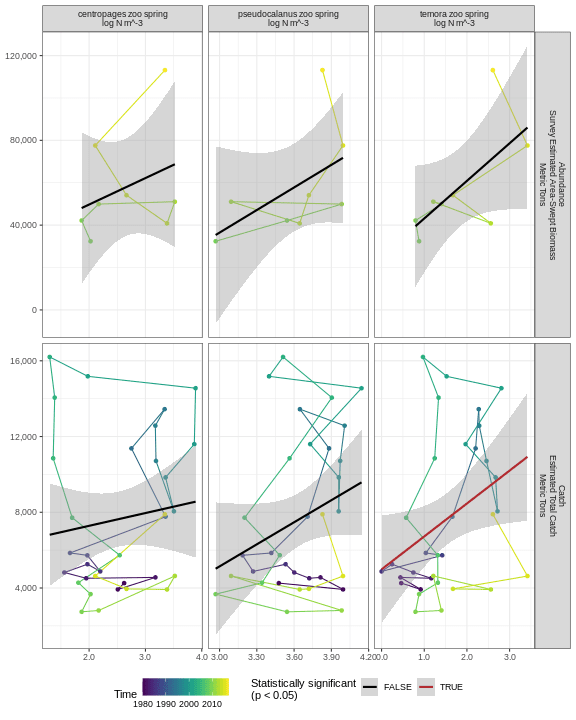 centropages zoo spring
log N m^-3
pseudocalanus zoo spring
log N m^-3
temora zoo spring
log N m^-3
120,000
80,000
40,000
0
Abundance
Survey Estimated Area-Swept Biomass
Metric Tons
16,000
12,000
8,000
4,000
Catch
Estimated Total Catch
Metric Tons
2.0
3.0
4.0
3.00
3.30
3.60
3.90
4.20
0.0
1.0
2.0
3.0
Time
1980 1990 2000 2010
Statistically significant
(p < 0.05)
FALSE
TRUE